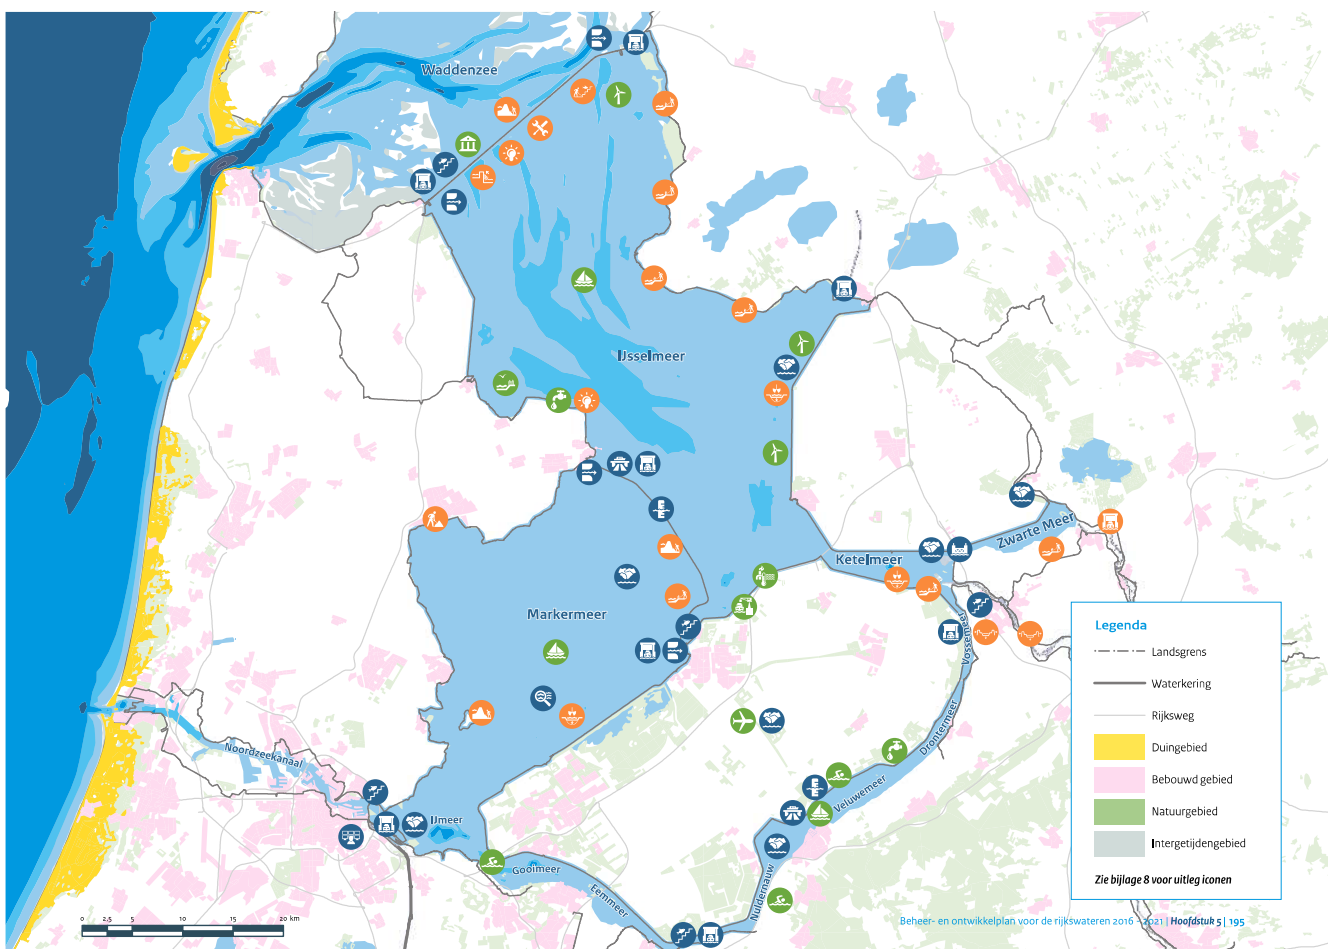 Waddenzee
IJsselmeer
Zwarte Meer
Ketelmeer
Markermeer
Vossemeer
Drontermeer
Noordzeekanaal
Veluwemeer
IJmeer
Gooimeer
Eemmeer
Nuldernauw
Legenda
Landsgrens
Waterkering
Rijksweg
Duingebied
Bebouwd gebied
Natuurgebied
Intergetijdengebied
Zie bijlage 8 voor uitleg iconen
0 2,5 5 10 15 20 km
Beheer- en ontwikkelplan voor de rijkswateren 2016 - 2021 | Hoofdstuk 5 | 195